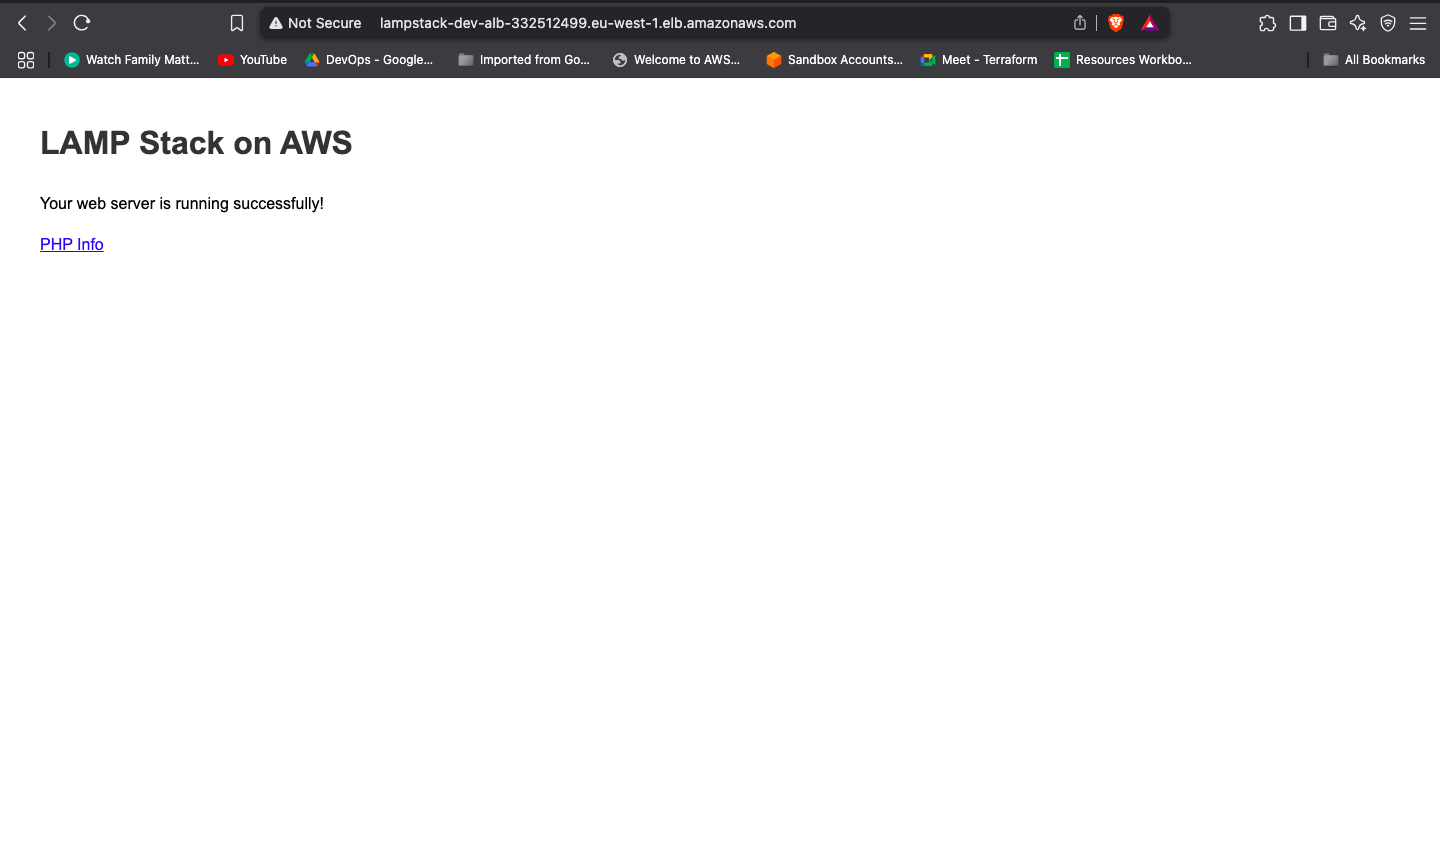 Not Secure lampstack-dev-alb-332512499.eu-west-1.elb.amazonaws.com
Watch Family Matt... YouTube DevOps - Google... Imported from Go... Welcome to AWS... Sandbox Accounts... Meet - Terraform Resources Workbo... All Bookmarks
LAMP Stack on AWS
Your web server is running successfully!
PHP Info